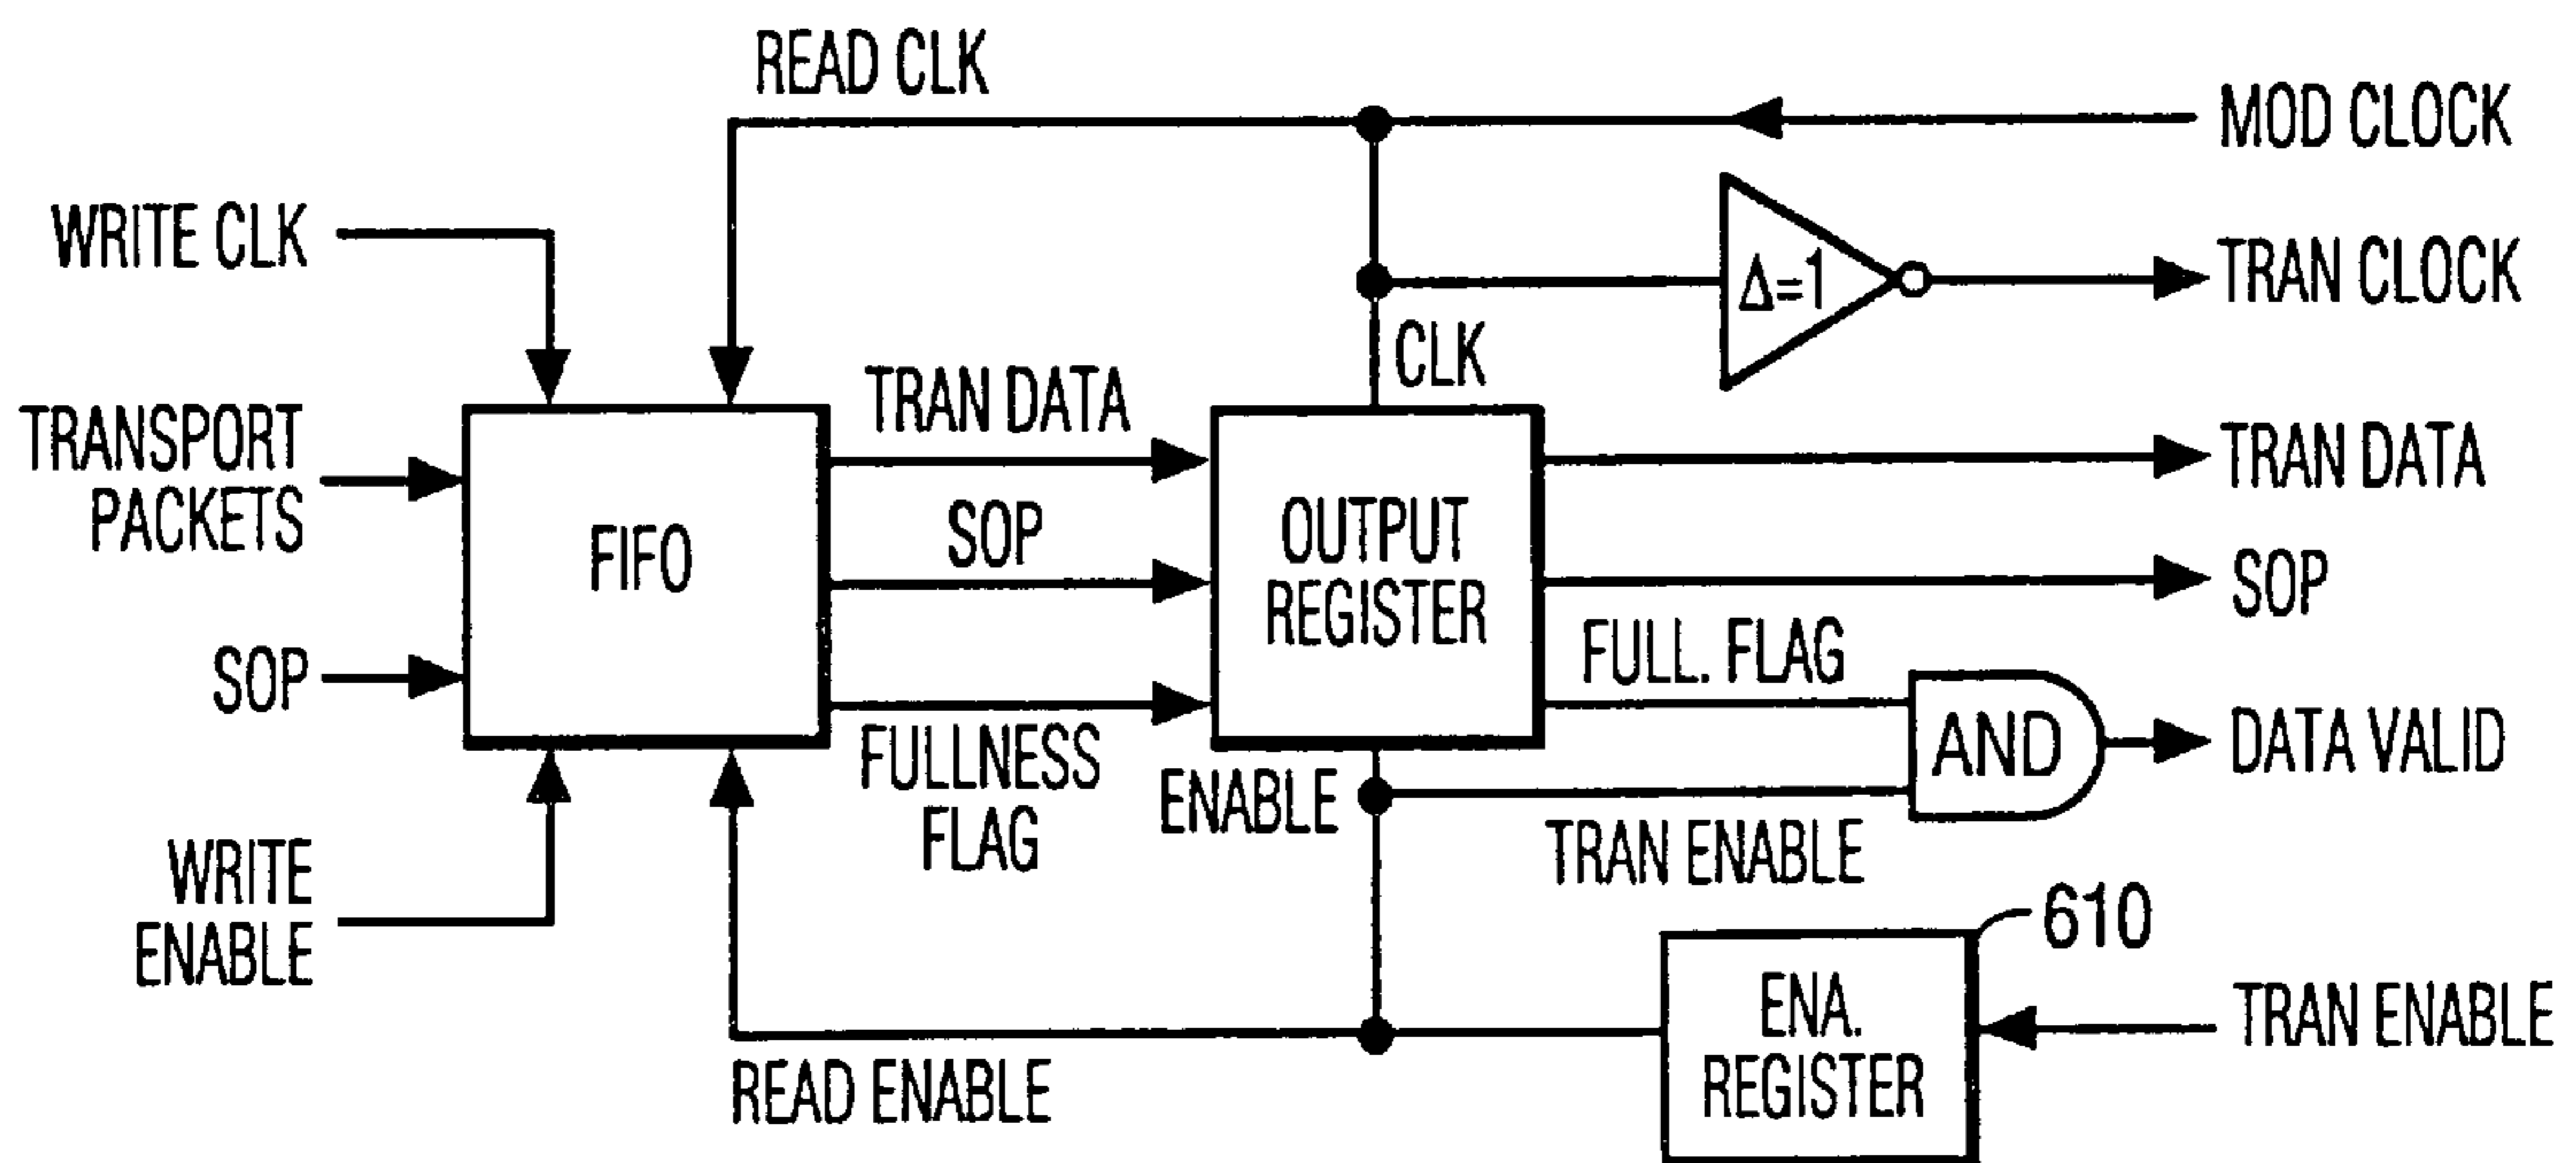 READ CLK
MOD CLOCK
WRITE CLK
Δ=1
TRAN CLOCK
CLK
TRANSPORT
PACKETS
TRAN DATA
TRAN DATA
FIFO
SOP
OUTPUT
REGISTER
SOP
SOP
FULL. FLAG
FULLNESS
FLAG
ENABLE
AND
DATA VALID
TRAN ENABLE
WRITE
ENABLE
610
ENA.
REGISTER
TRAN ENABLE
READ ENABLE